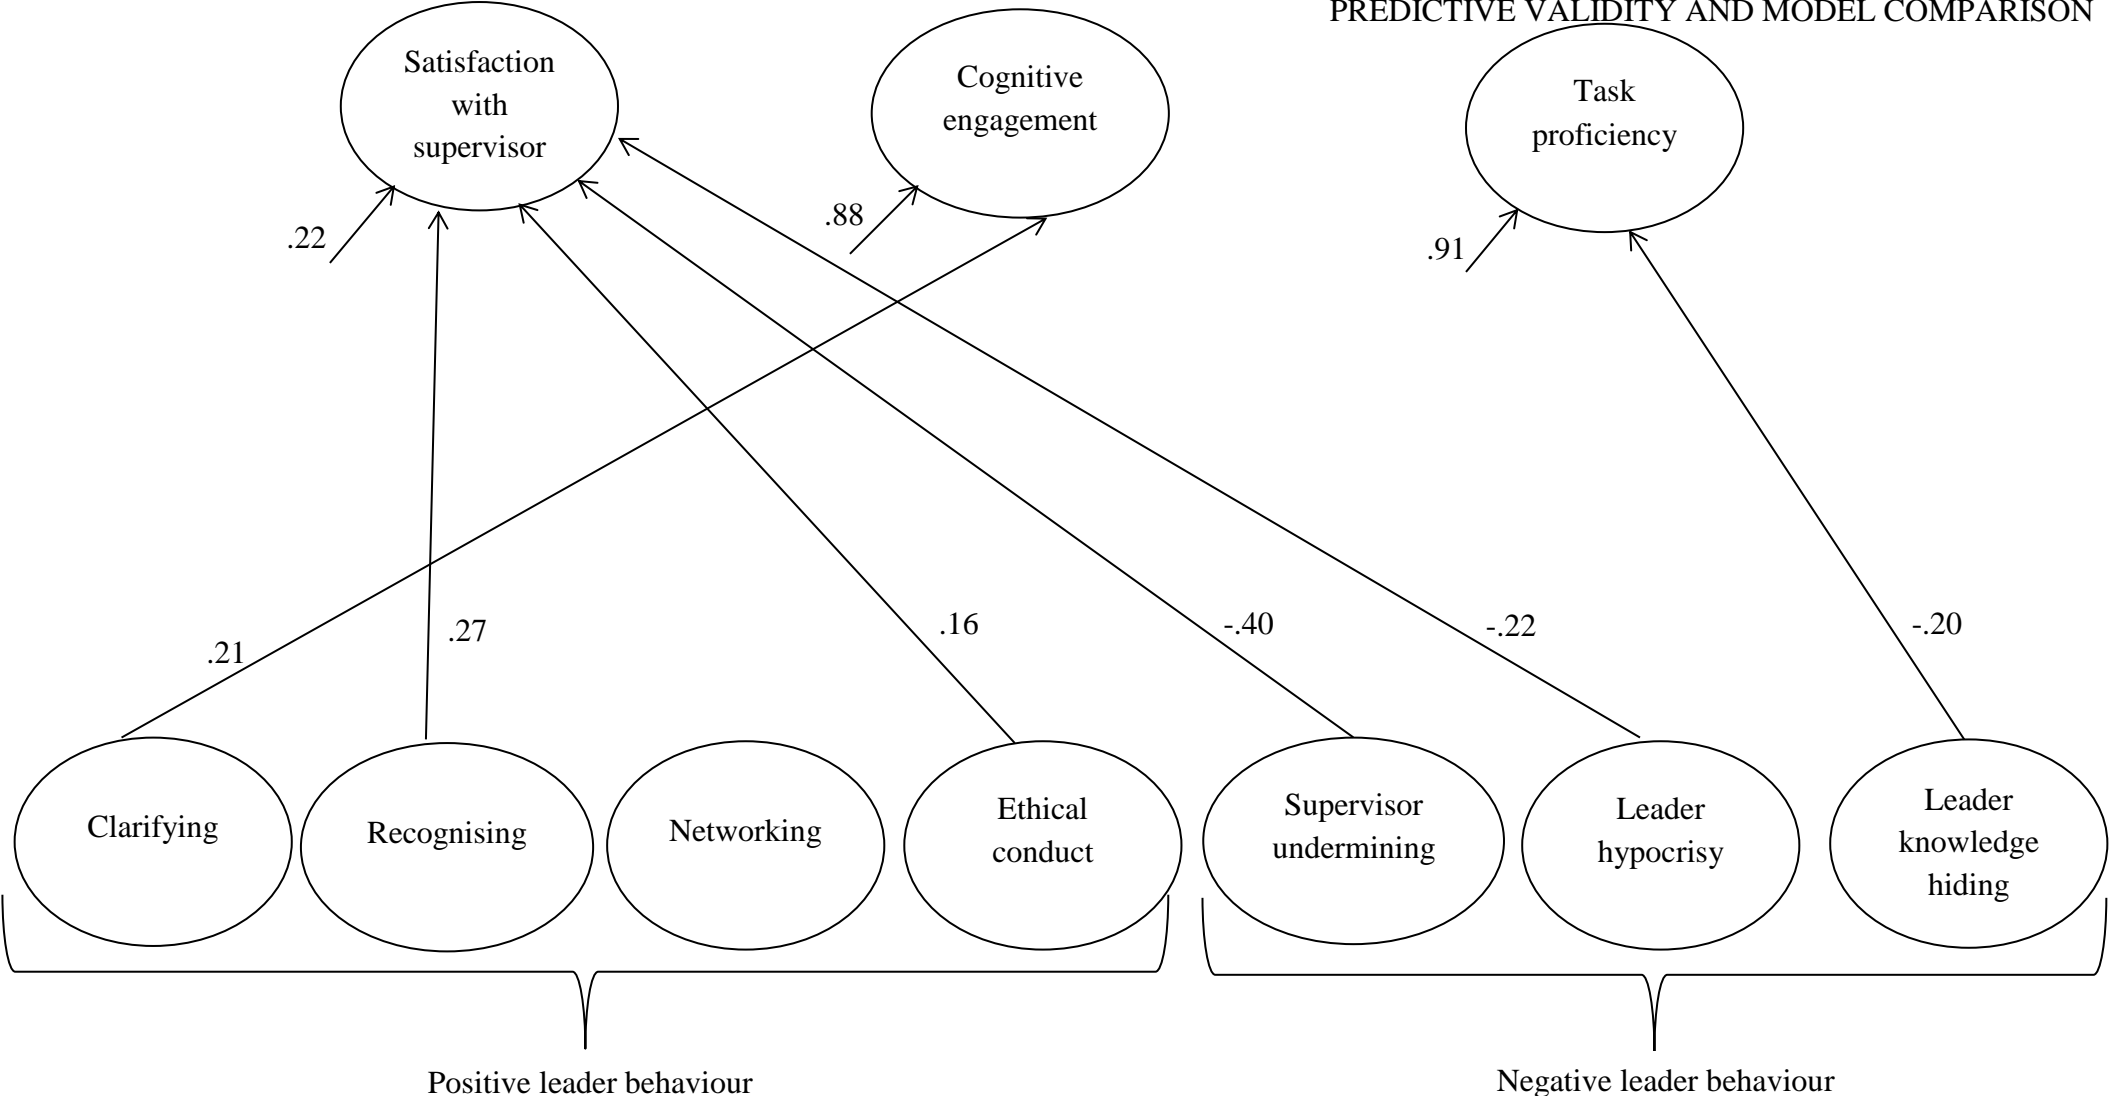 PREDICTIVE VALIDITY AND MODEL COMPARISON
Satisfaction
with
supervisor
Cognitive
engagement
Task
proficiency
.22
.88
.91
.21
.27
.16
-.40
-.22
-.20
Clarifying
Recognising
Networking
Ethical
conduct
Supervisor
undermining
Leader
hypocrisy
Leader
knowledge
hiding
Positive leader behaviour
Negative leader behaviour